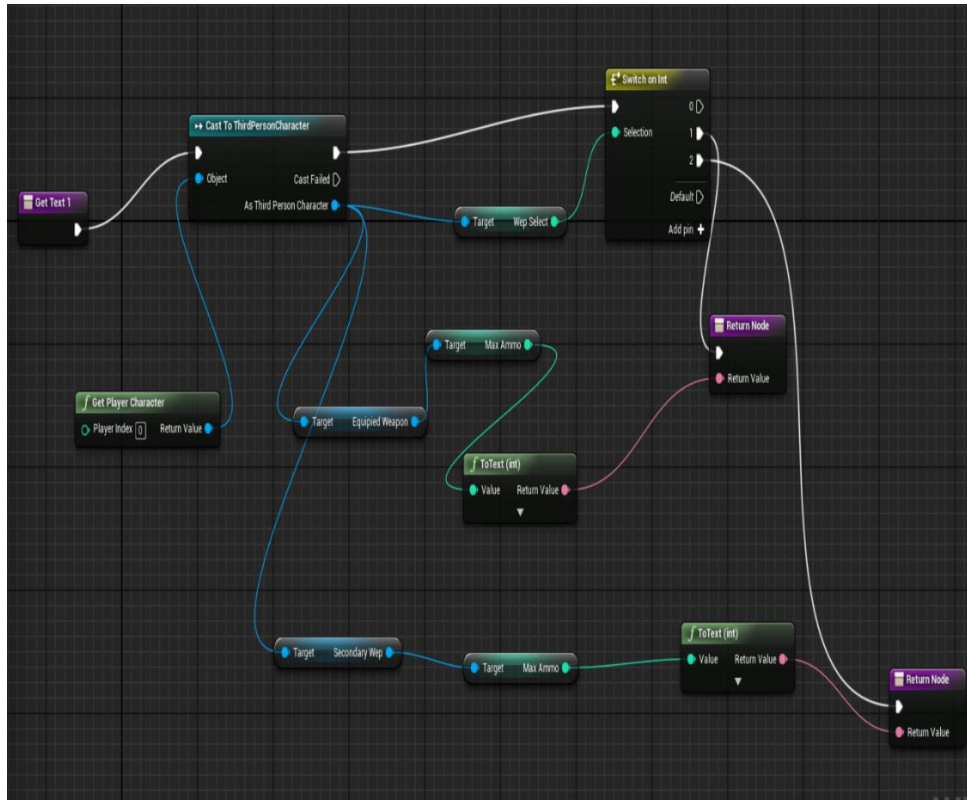 Switch on Int
0
Selection
1
2
Default
Add pin +
Cast To ThirdPersonCharacter
Object
Cast Failed
As Third Person Character
Get Text 1
Target Wep Select
Return Node
Return Value
Target Max Ammo
f Get Player Character
Player Index 0 Return Value
Target Equipied Weapon
f ToText (int)
Value Return Value
Target Secondary Wep
Target Max Ammo
f ToText (int)
Value Return Value
Return Node
Return Value